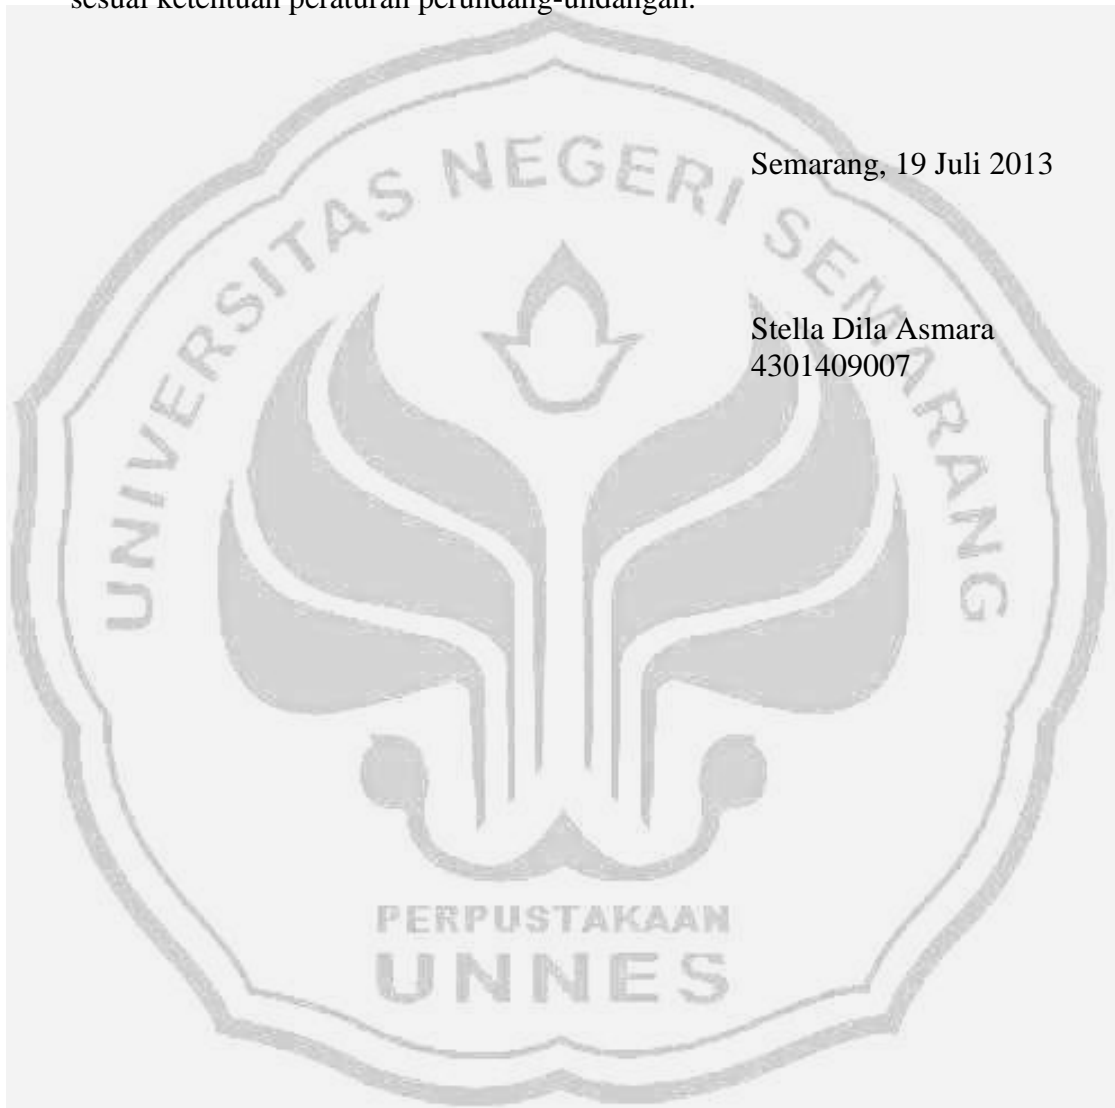 sesuai ketentuan peraturan perundang-undangan.
Semarang, 19 Juli 2013
Stella Dila Asmara
4301409007
UNIVERSITAS NEGERI SEMARANG
PERPUSTAKAAN
UNNES